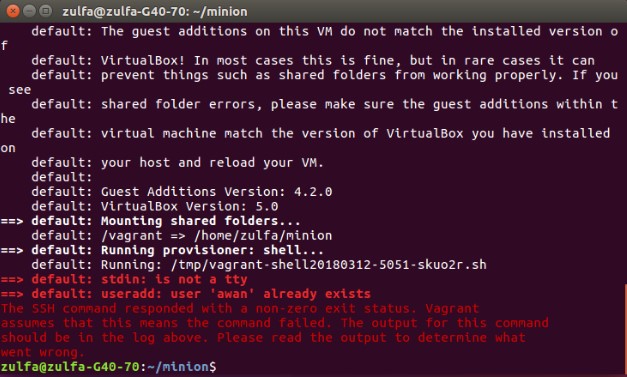 zulfa@zulfa-G40-70: ~/minion
default: The guest additions on this VM do not match the installed version o
f
default: VirtualBox! In most cases this is fine, but in rare cases it can
default: prevent things such as shared folders from working properly. If you
see
default: shared folder errors, please make sure the guest additions within t
he
default: virtual machine match the version of VirtualBox you have installed
on
default: your host and reload your VM.
default:
default: Guest Additions Version: 4.2.0
default: VirtualBox Version: 5.0
==> default: Mounting shared folders...
default: /vagrant => /home/zulfa/minion
==> default: Running provisioner: shell...
default: Running: /tmp/vagrant-shell20180312-5051-skuo2r.sh
==> default: stdin: is not a tty
==> default: useradd: user 'awan' already exists
The SSH command responded with a non-zero exit status. Vagrant
assumes that this means the command failed. The output for this command
should be in the log above. Please read the output to determine what
went wrong.
zulfa@zulfa-G40-70:~/minion$